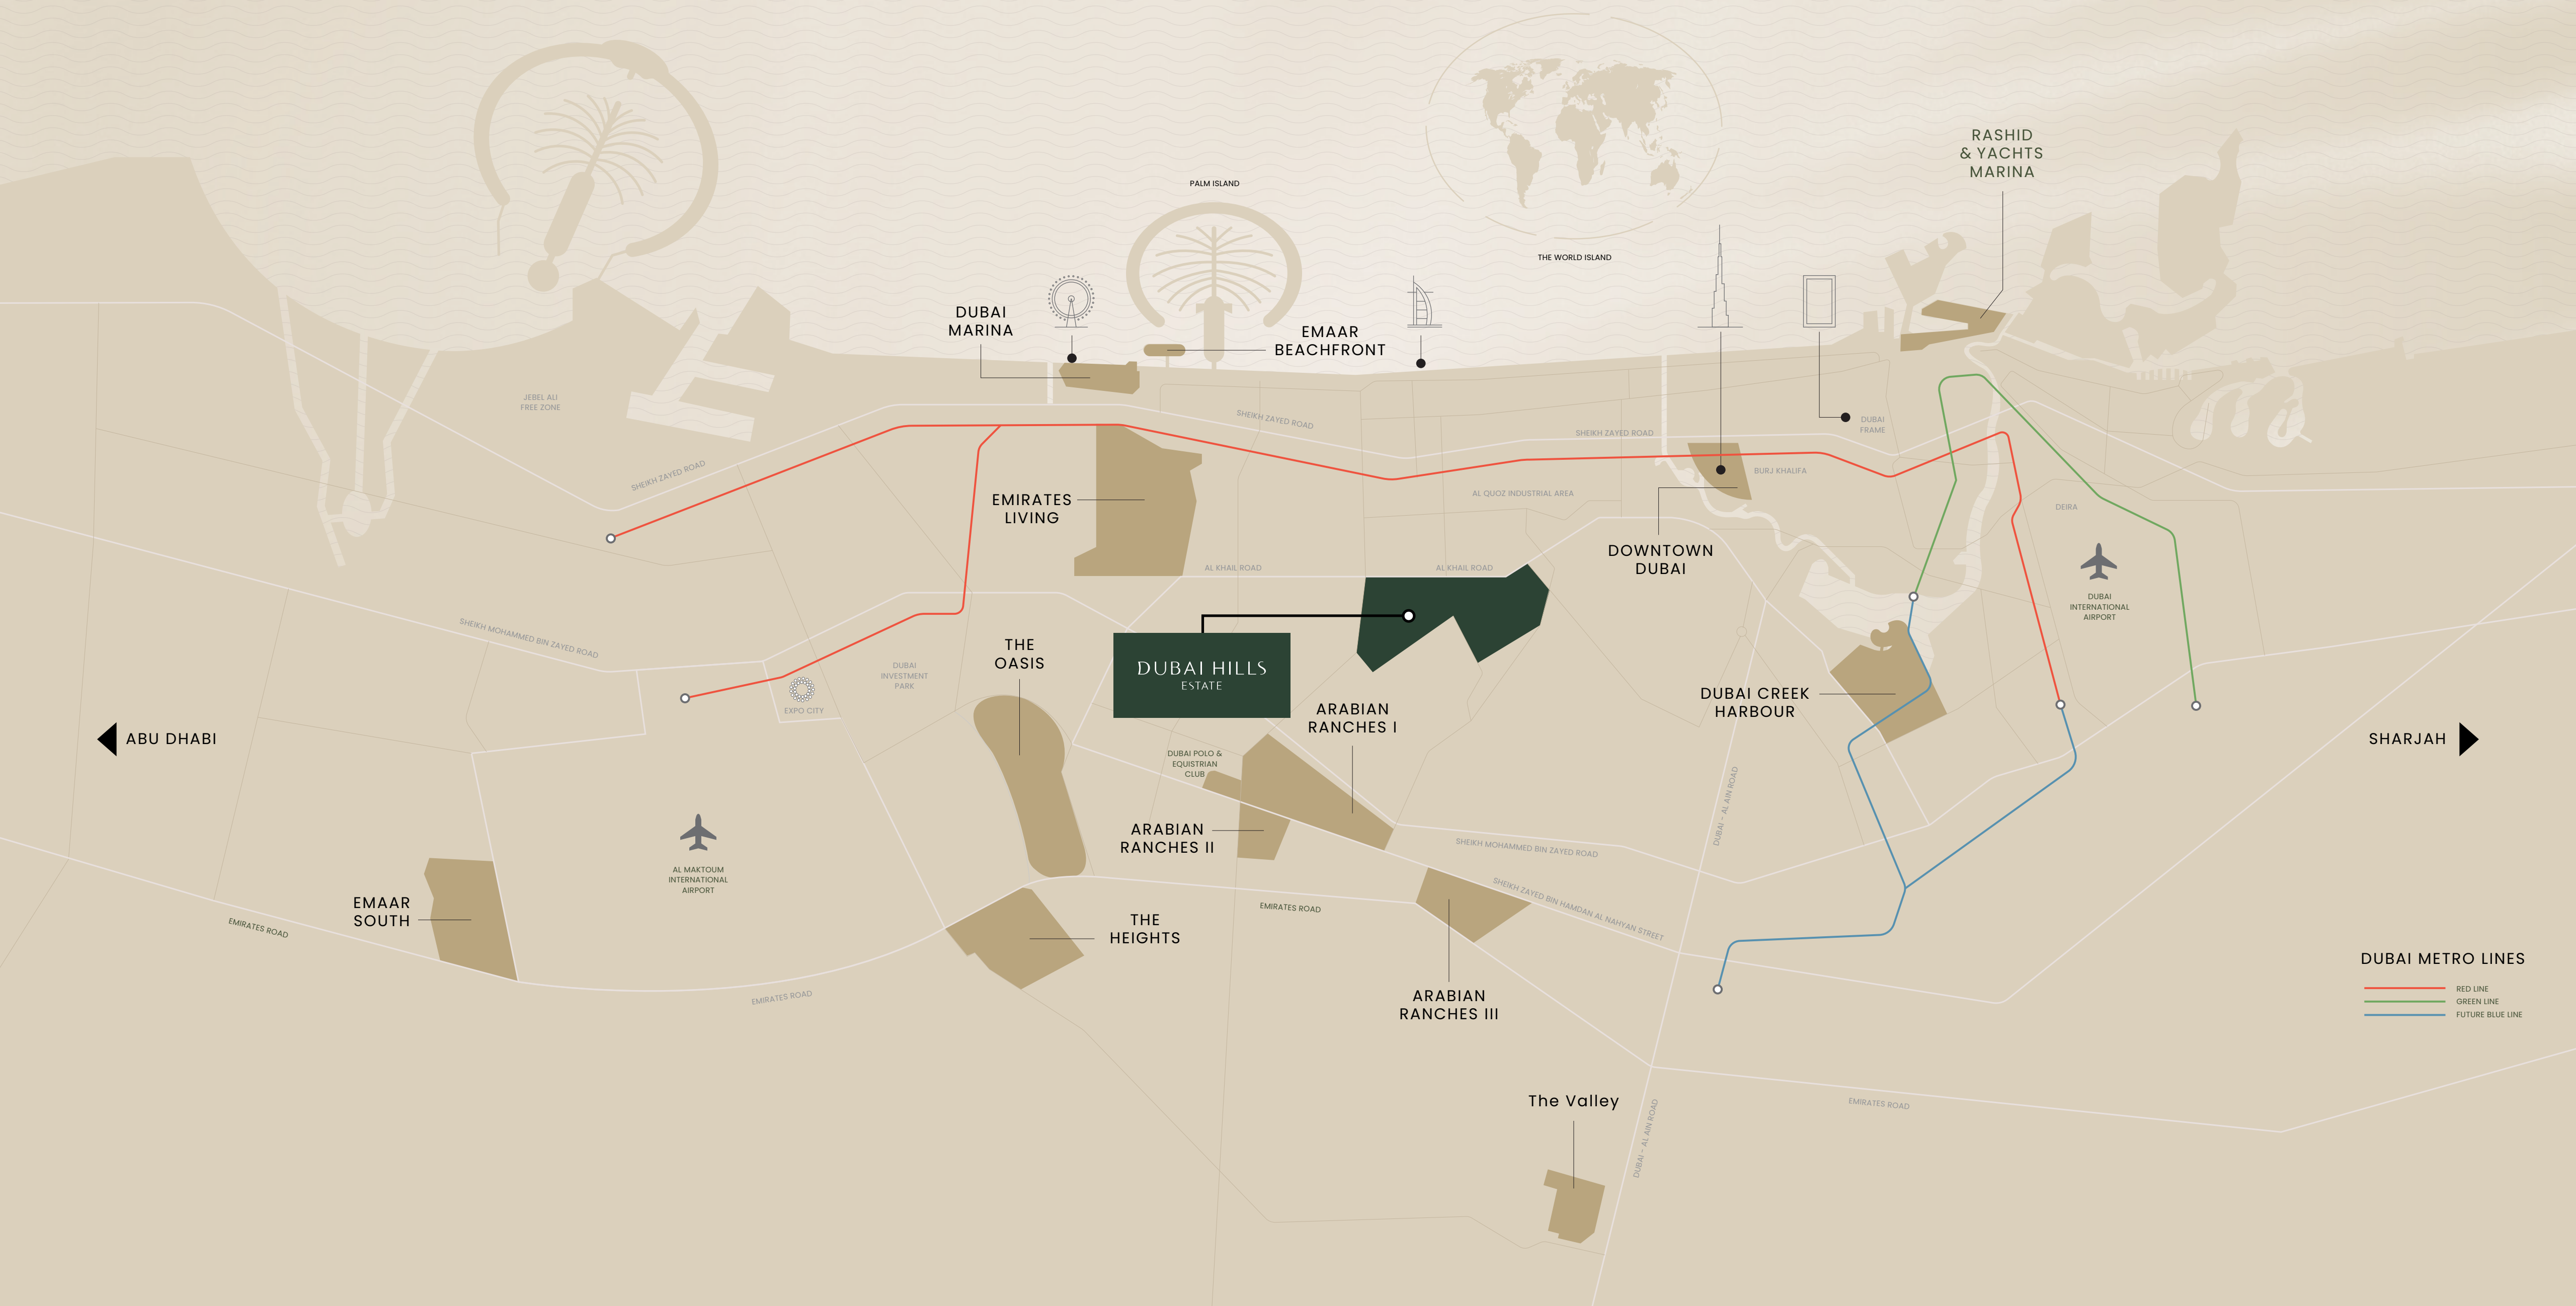 RASHID
& YACHTS
MARINA
PALM ISLAND
THE WORLD ISLAND
DUBAI
MARINA
EMAAR
BEACHFRONT
JEBEL ALI
FREE ZONE
SHEIKH ZAYED ROAD
SHEIKH ZAYED ROAD
SHEIKH ZAYED ROAD
DUBAI
FRAME
BURJ KHALIFA
EMIRATES
LIVING
AL QUOZ INDUSTRIAL AREA
DEIRA
DOWNTOWN
DUBAI
AL KHAIL ROAD
AL KHAIL ROAD
DUBAI
INTERNATIONAL
AIRPORT
SHEIKH MOHAMMED BIN ZAYED ROAD
THE
OASIS
DUBAI
INVESTMENT
PARK
DUBAI HILLS
ESTATE
EXPO CITY
DUBAI CREEK
HARBOUR
ARABIAN
RANCHES I
ABU DHABI
SHARJAH
DUBAI POLO &
EQUISTRIAN
CLUB
DUBAI - AL AIN ROAD
ARABIAN
RANCHES II
SHEIKH MOHAMMED BIN ZAYED ROAD
AL MAKTOUM
INTERNATIONAL
AIRPORT
SHEIKH ZAYED BIN HAMDAN AL NAHYAN STREET
EMAAR
SOUTH
EMIRATES ROAD
EMIRATES ROAD
THE
HEIGHTS
EMIRATES ROAD
ARABIAN
RANCHES III
DUBAI METRO LINES
RED LINE
GREEN LINE
FUTURE BLUE LINE
The Valley
EMIRATES ROAD
DUBAI - AL AIN ROAD